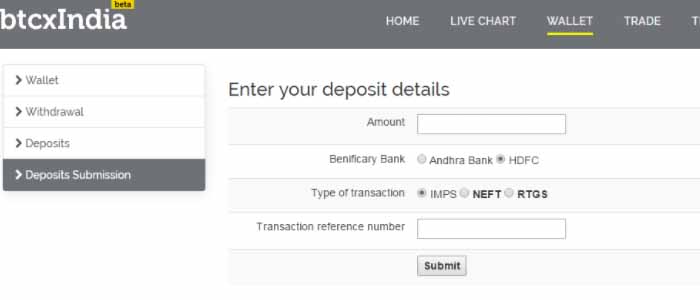 beta
btcxIndia
HOME LIVE CHART WALLET TRADE
Wallet
Withdrawal
Deposits
Deposits Submission
Enter your deposit details
Amount
Benificary Bank Andhra Bank HDFC
Type of transaction IMPS NEFT RTGS
Transaction reference number
Submit